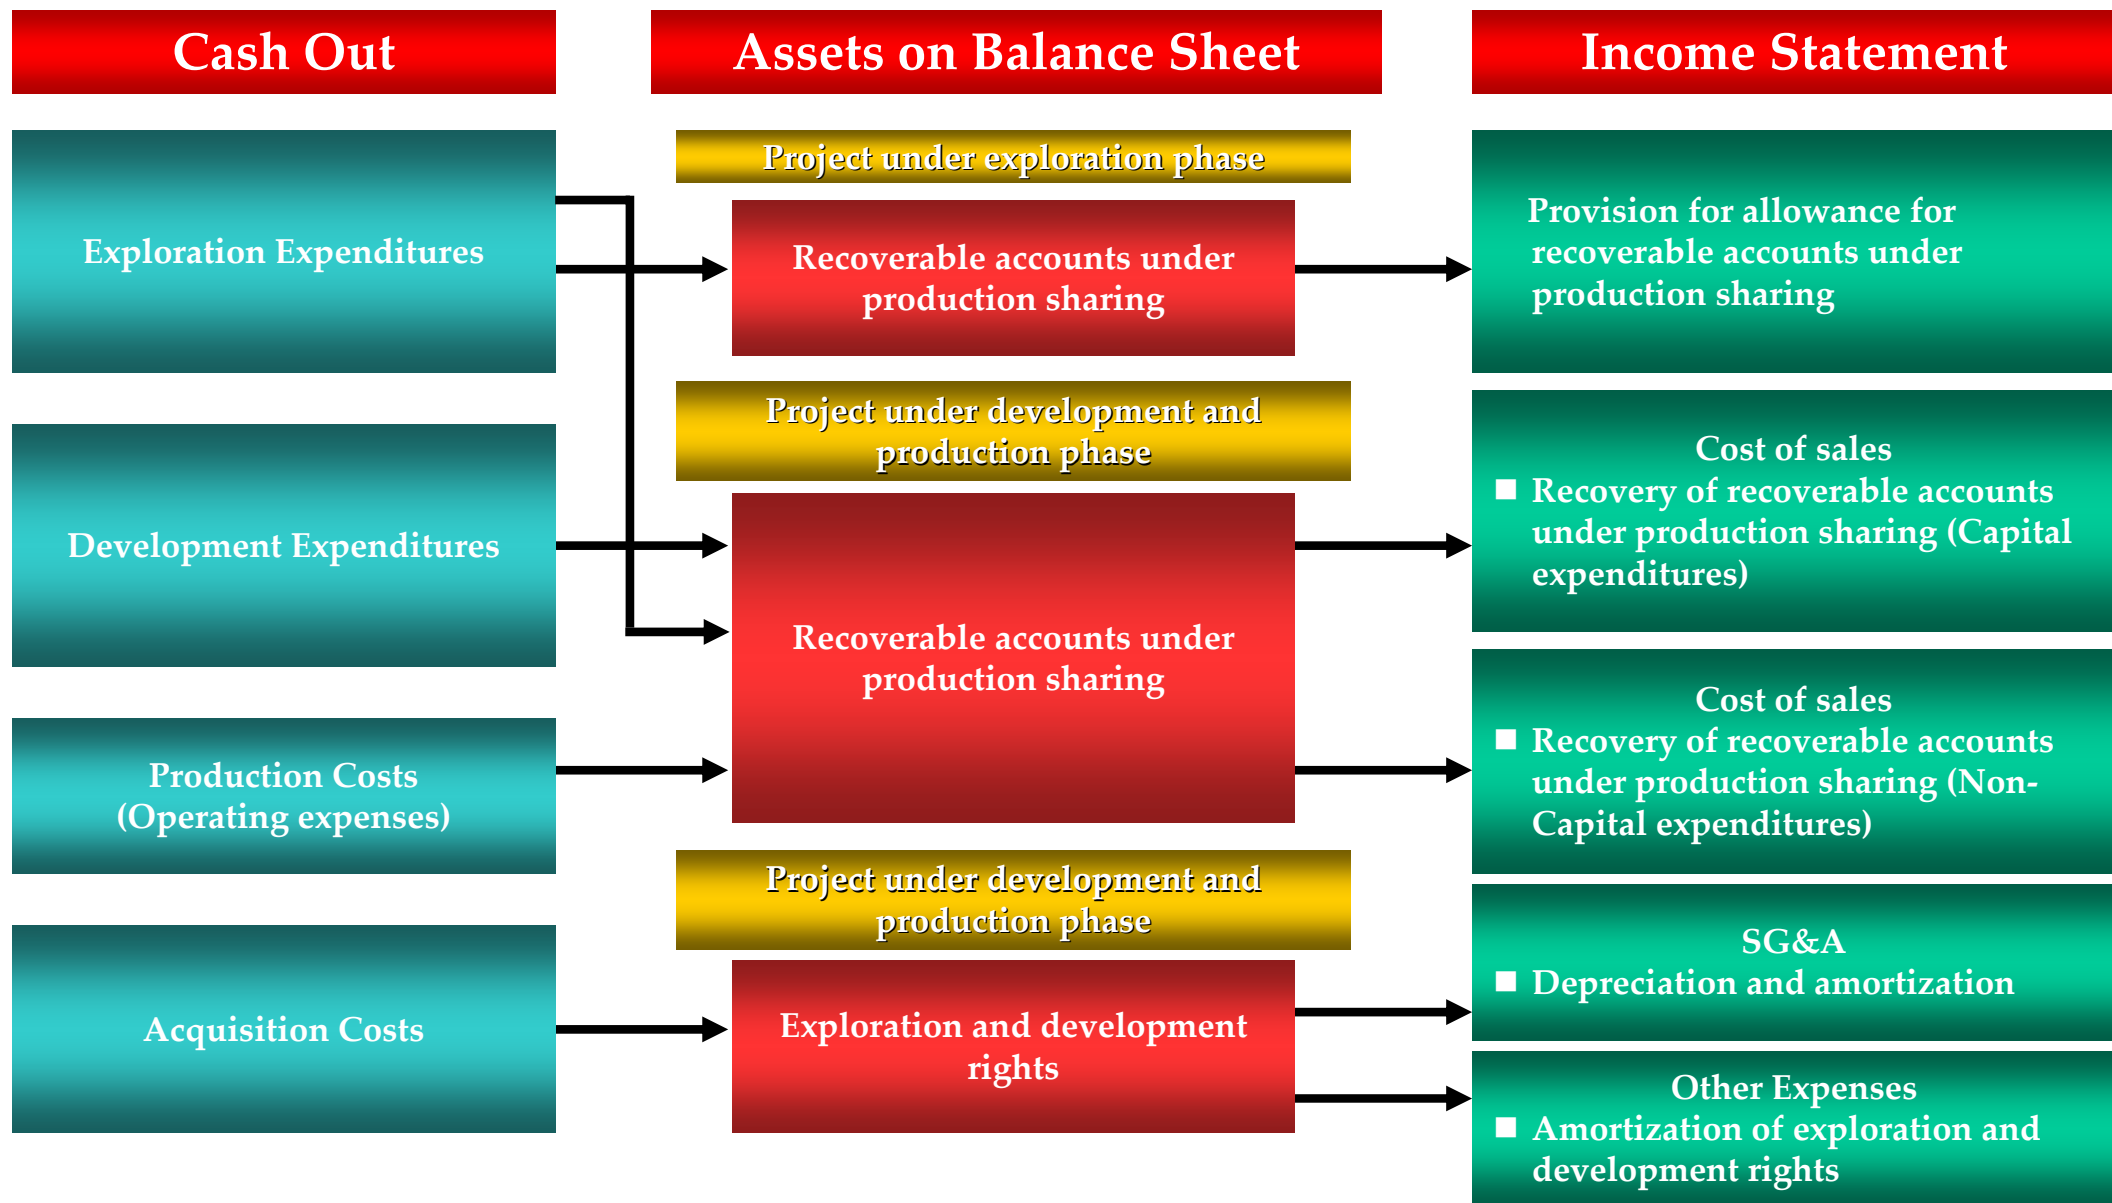 Cash Out
Assets on Balance Sheet
Income Statement
Exploration Expenditures
Development Expenditures
Production Costs
(Operating expenses)
Acquisition Costs
Project under exploration phase
Recoverable accounts under
production sharing
Project under development and
production phase
Recoverable accounts under
production sharing
Project under development and
production phase
Exploration and development
rights
Provision for allowance for
recoverable accounts under
production sharing
Cost of sales
■ Recovery of recoverable accounts
under production sharing (Capital
expenditures)
Cost of sales
■ Recovery of recoverable accounts
under production sharing (Non-
Capital expenditures)
SG&A
■ Depreciation and amortization
Other Expenses
■ Amortization of exploration and
development rights